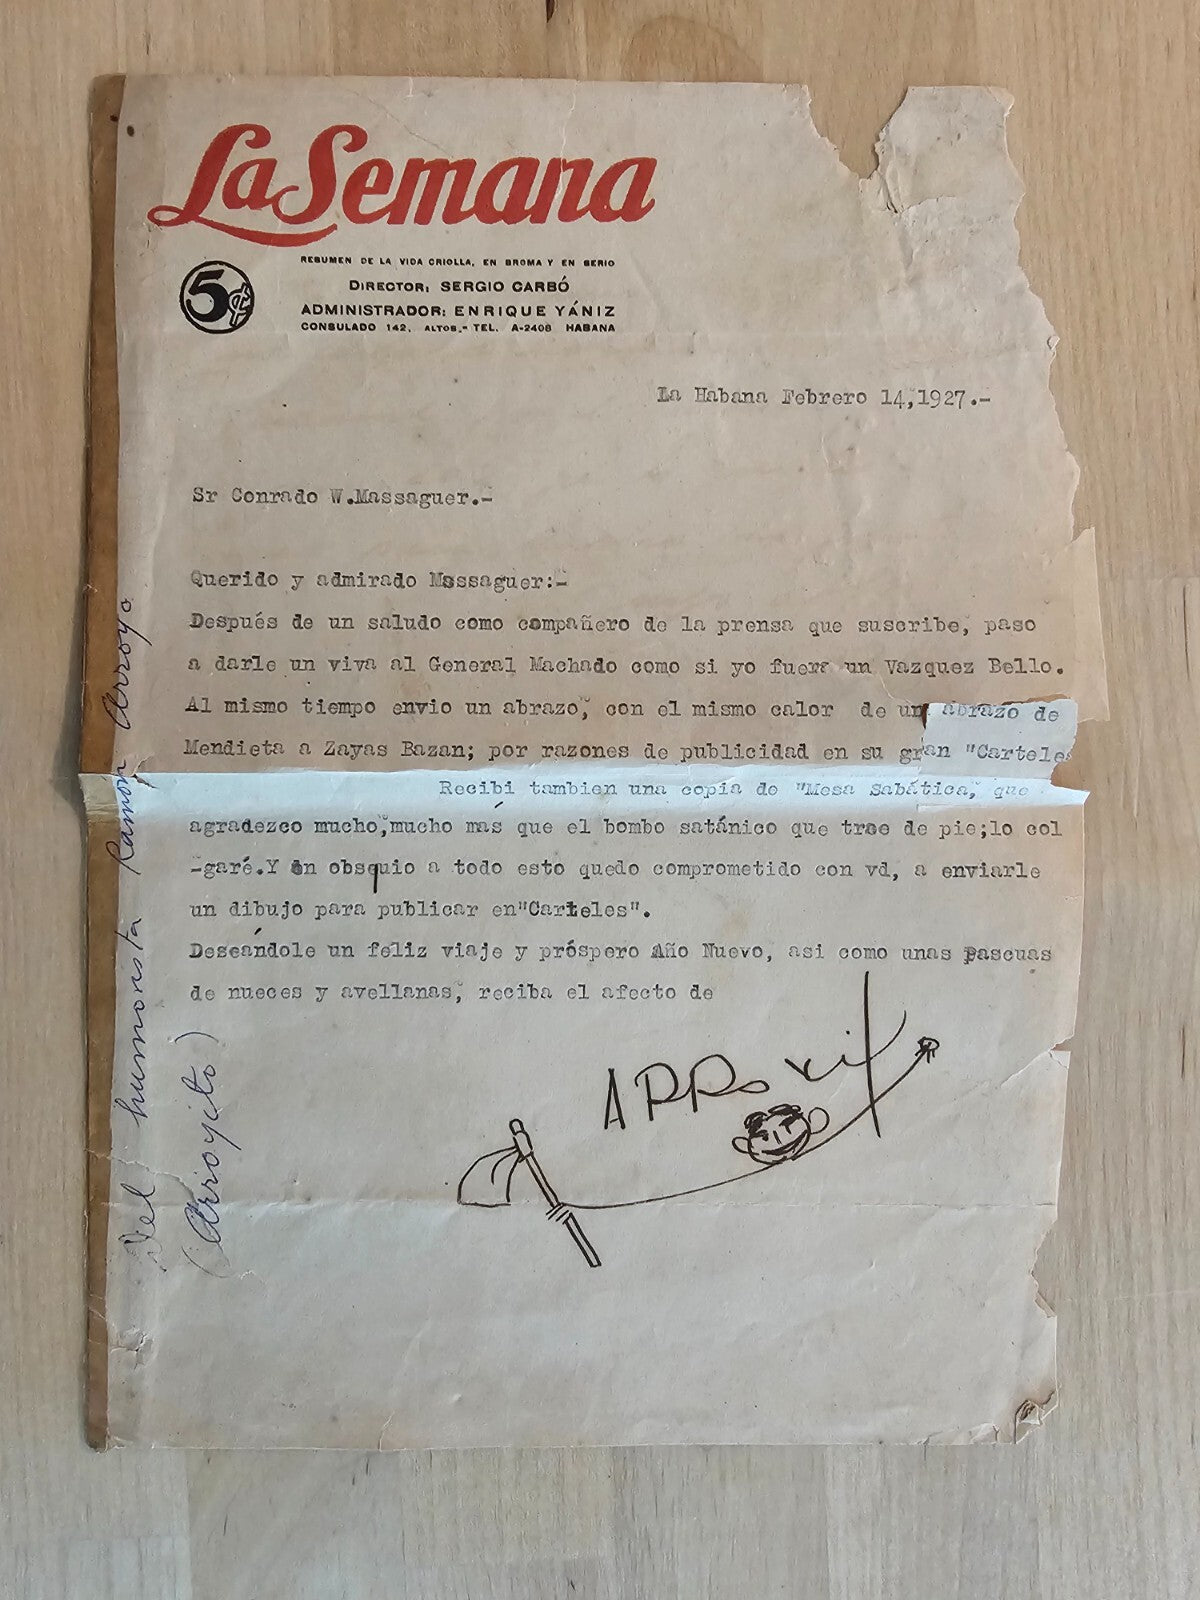 La Semana
5¢
RESUMEN DE LA VIDA CRIOLLA, EN BROMA Y EN SERIO
DIRECTOR: SERGIO CARBÓ
ADMINISTRADOR: ENRIQUE YÁNIZ
CONSULADO 142, ALTOS.- TEL. A-2408 HABANA
La Habana Febrero 14,1927.-
Sr Conrado W.Massaguer.-
Querido y admirado Massaguer:-
Después de un saludo como compañero de la prensa que suscribe, paso
a darle un viva al General Machado como si yo fuera un Vazquez Bello.
Al mismo tiempo envio un abrazo, con el mismo calor de un abrazo de
Mendieta a Zayas Bazan; por razones de publicidad en su gran "Carteles
Recibi tambien una copia de "Mesa Sabática, que
agradezco mucho,mucho más que el bombo satánico que trae de pie;lo col
-garé.Y en obsquio a todo esto quedo comprometido con vd, a enviarle
un dibujo para publicar en"Carteles".
Deseándole un feliz viaje y próspero Año Nuevo, asi como unas pascuas
de nueces y avellanas, reciba el afecto de
ARRoyito
Del humorista Ramon Arroyo
(Arroyito)